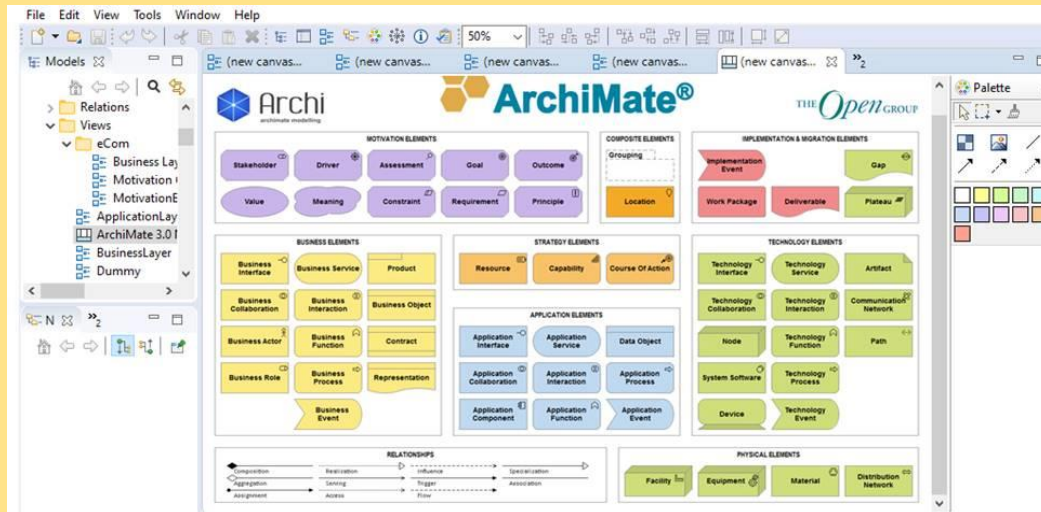 File Edit View Tools Window Help
50%
Models
(new canvas...
(new canvas...
(new canvas...
(new canvas...
(new canvas...
»2
Relations
Views
eCom
Business Lay
Motivation
MotivationE
ApplicationLay
ArchiMate 3.0
BusinessLayer
Dummy
N
»2
Palette
Archi
archimate modelling
ArchiMate®
THE Open GROUP
MOTIVATION ELEMENTS
Stakeholder Driver Assessment Goal Outcome
Value Meaning Constraint Requirement Principle
COMPOSITE ELEMENTS
Grouping
Location
IMPLEMENTATION & MIGRATION ELEMENTS
Implementation Event
Gap
Work Package Deliverable Plateau
BUSINESS ELEMENTS
Business Interface Business Service Product
Business Collaboration Business Interaction Business Object
Business Actor Business Function Contract
Business Role Business Process Representation
Business Event
STRATEGY ELEMENTS
Resource Capability Course Of Action
APPLICATION ELEMENTS
Application Interface Application Service Data Object
Application Collaboration Application Interaction Application Process
Application Component Application Function Application Event
TECHNOLOGY ELEMENTS
Technology Interface Technology Service Artifact
Technology Collaboration Technology Interaction Communication Network
Node Technology Function Path
System Software Technology Process
Device Technology Event
RELATIONSHIPS
Composition Realization Influence Specialization
Aggregation Serving Trigger Association
Assignment Access Flow
PHYSICAL ELEMENTS
Facility Equipment Material Distribution Network